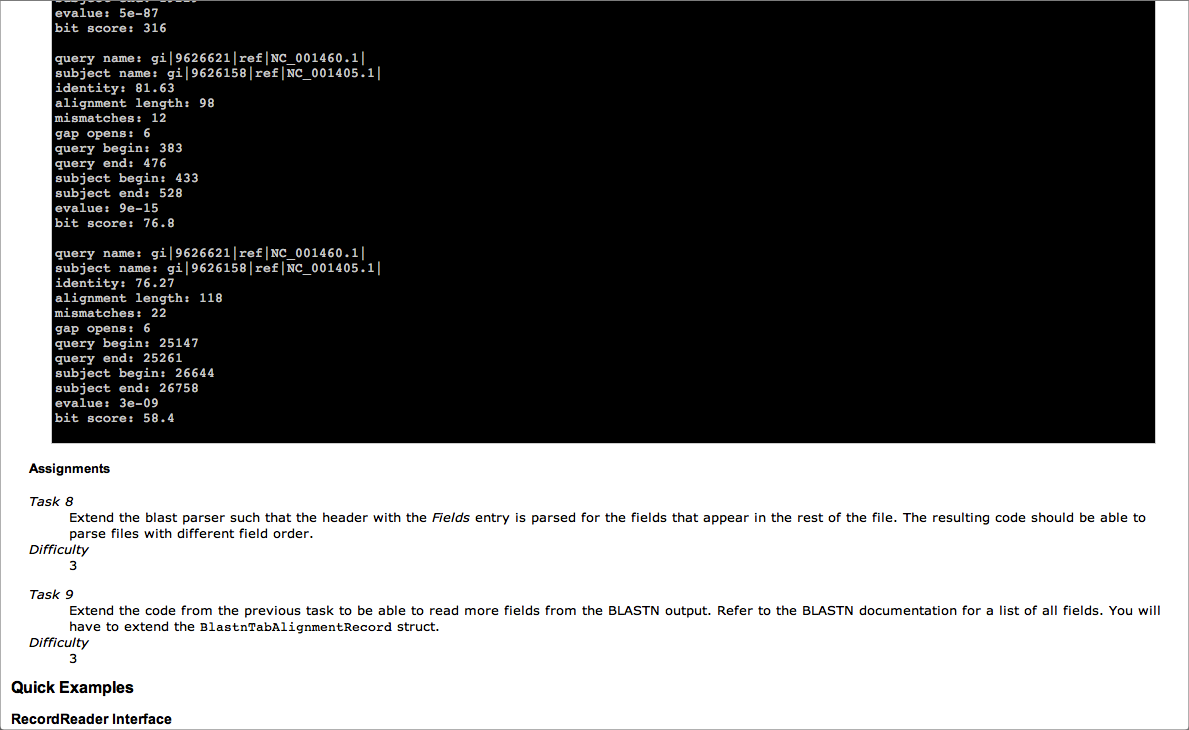 evalue: 5e-87
bit score: 316
query name: gi|9626621|ref|NC_001460.1|
subject name: gi|9626158|ref|NC_001405.1|
identity: 81.63
alignment length: 98
mismatches: 12
gap opens: 6
query begin: 383
query end: 476
subject begin: 433
subject end: 528
evalue: 9e-15
bit score: 76.8
query name: gi|9626621|ref|NC_001460.1|
subject name: gi|9626158|ref|NC_001405.1|
identity: 76.27
alignment length: 118
mismatches: 22
gap opens: 6
query begin: 25147
query end: 25261
subject begin: 26644
subject end: 26758
evalue: 3e-09
bit score: 58.4
Assignments
Task 8
Extend the blast parser such that the header with the Fields entry is parsed for the fields that appear in the rest of the file. The resulting code should be able to
parse files with different field order.
Difficulty
3
Task 9
Extend the code from the previous task to be able to read more fields from the BLASTN output. Refer to the BLASTN documentation for a list of all fields. You will
have to extend the BlastnTabAlignmentRecord struct.
Difficulty
3
Quick Examples
RecordReader Interface